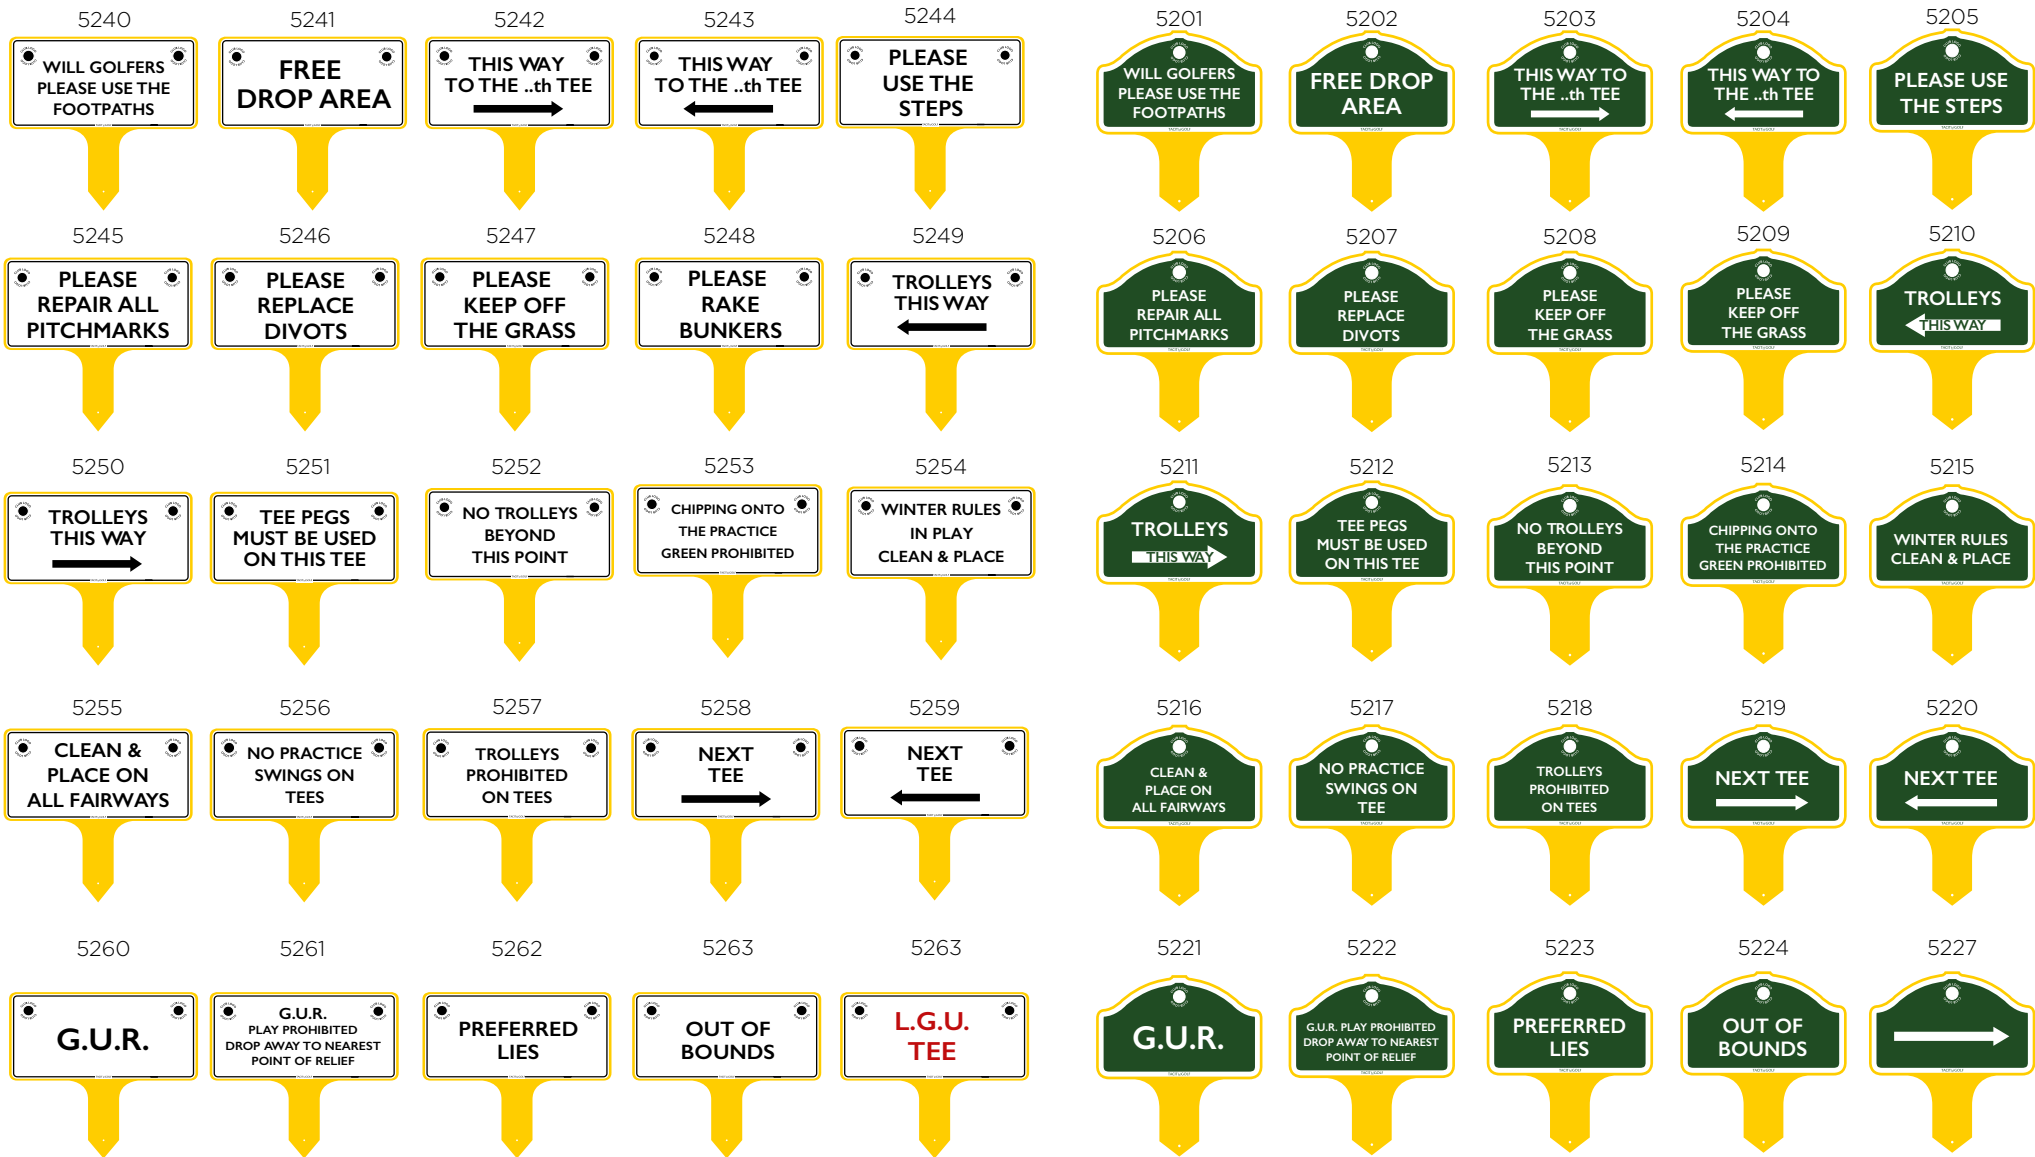 5240
WILL GOLFERS
PLEASE USE THE
FOOTPATHS
5241
FREE
DROP AREA
5242
THIS WAY
TO THE ..th TEE
5243
THIS WAY
TO THE ..th TEE
5244
PLEASE
USE THE
STEPS
5245
PLEASE
REPAIR ALL
PITCHMARKS
5246
PLEASE
REPLACE
DIVOTS
5247
PLEASE
KEEP OFF
THE GRASS
5248
PLEASE
RAKE
BUNKERS
5249
TROLLEYS
THIS WAY
5250
TROLLEYS
THIS WAY
5251
TEE PEGS
MUST BE USED
ON THIS TEE
5252
NO TROLLEYS
BEYOND
THIS POINT
5253
CHIPPING ONTO
THE PRACTICE
GREEN PROHIBITED
5254
WINTER RULES
IN PLAY
CLEAN & PLACE
5255
CLEAN &
PLACE ON
ALL FAIRWAYS
5256
NO PRACTICE
SWINGS ON
TEES
5257
TROLLEYS
PROHIBITED
ON TEES
5258
NEXT
TEE
5259
NEXT
TEE
5260
G.U.R.
5261
G.U.R.
PLAY PROHIBITED
DROP AWAY TO NEAREST
POINT OF RELIEF
5262
PREFERRED
LIES
5263
OUT OF
BOUNDS
5263
L.G.U.
TEE
5201
WILL GOLFERS
PLEASE USE THE
FOOTPATHS
5202
FREE DROP
AREA
5203
THIS WAY TO
THE ..th TEE
5204
THIS WAY TO
THE ..th TEE
5205
PLEASE USE
THE STEPS
5206
PLEASE
REPAIR ALL
PITCHMARKS
5207
PLEASE
REPLACE
DIVOTS
5208
PLEASE
KEEP OFF
THE GRASS
5209
PLEASE
KEEP OFF
THE GRASS
5210
TROLLEYS
THIS WAY
5211
TROLLEYS
THIS WAY
5212
TEE PEGS
MUST BE USED
ON THIS TEE
5213
NO TROLLEYS
BEYOND
THIS POINT
5214
CHIPPING ONTO
THE PRACTICE
GREEN PROHIBITED
5215
WINTER RULES
CLEAN & PLACE
5216
CLEAN &
PLACE ON
ALL FAIRWAYS
5217
NO PRACTICE
SWINGS ON
TEE
5218
TROLLEYS
PROHIBITED
ON TEES
5219
NEXT TEE
5220
NEXT TEE
5221
G.U.R.
5222
G.U.R. PLAY PROHIBITED
DROP AWAY TO NEAREST
POINT OF RELIEF
5223
PREFERRED
LIES
5224
OUT OF
BOUNDS
5227